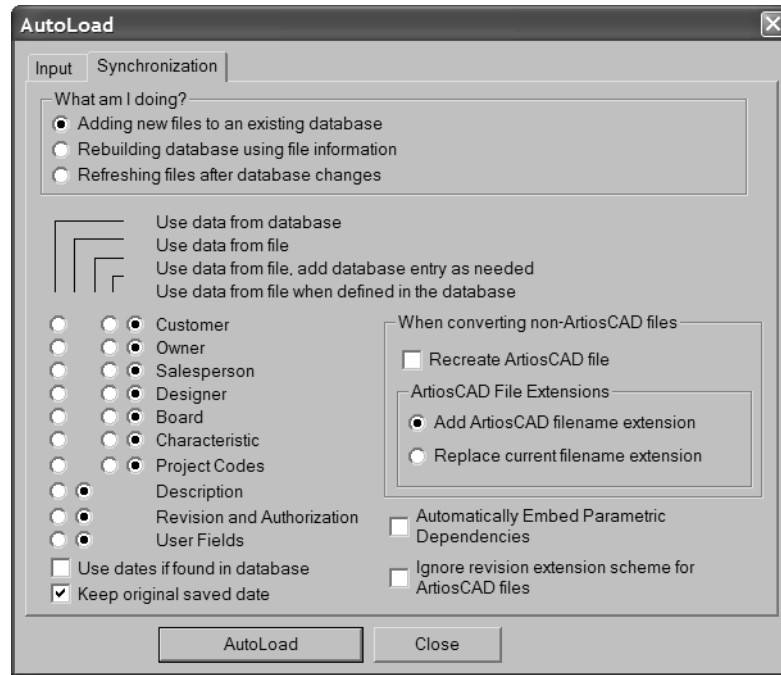 AutoLoad
Input
Synchronization
What am I doing?
Adding new files to an existing database
Rebuilding database using file information
Refreshing files after database changes
Use data from database
Use data from file
Use data from file, add database entry as needed
Use data from file when defined in the database
Customer
Owner
Salesperson
Designer
Board
Characteristic
Project Codes
Description
Revision and Authorization
User Fields
Use dates if found in database
Keep original saved date
When converting non-ArtiosCAD files
Recreate ArtiosCAD file
ArtiosCAD File Extensions
Add ArtiosCAD filename extension
Replace current filename extension
Automatically Embed Parametric
Dependencies
Ignore revision extension scheme for
ArtiosCAD files
AutoLoad
Close